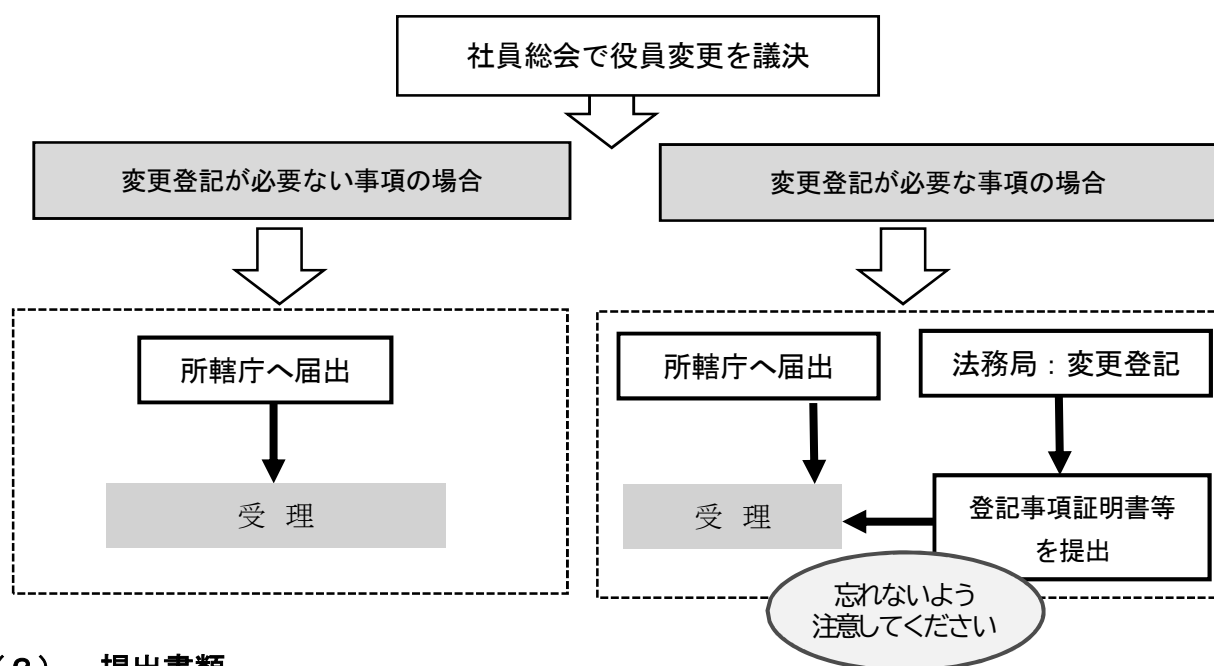 社員総会で役員変更を議決
変更登記が必要ない事項の場合
変更登記が必要な事項の場合
所轄庁へ届出
受 理
所轄庁へ届出
法務局：変更登記
受 理
登記事項証明書等
を提出
忘れないよう
注意してください
提出書類